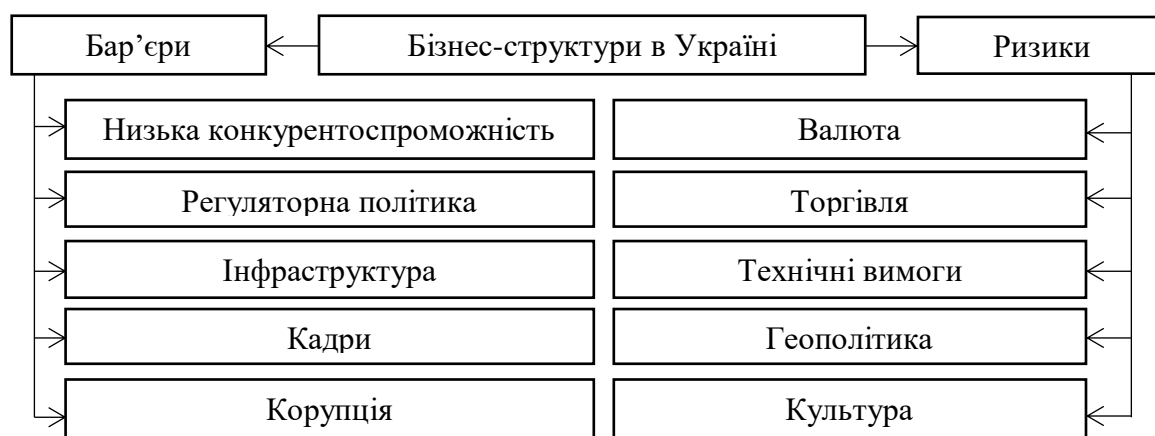 Бар’єри
Бізнес-структури в Україні
Ризики
Низька конкурентоспроможність
Валюта
Регуляторна політика
Торгівля
Інфраструктура
Технічні вимоги
Кадри
Геополітика
Корупція
Культура